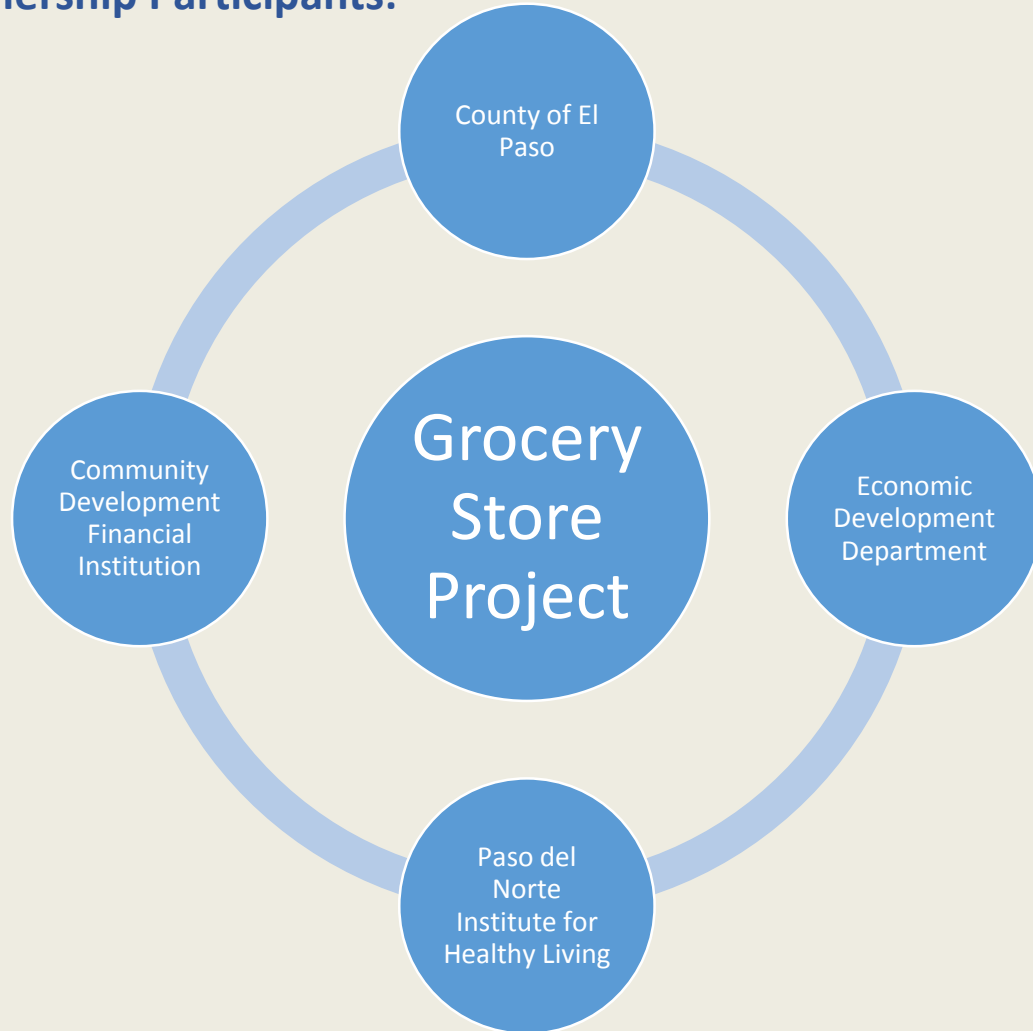 Participants:
County of El
Paso
Community
Development
Financial
Institution
Grocery
Store
Project
Economic
Development
Department
Paso del
Norte
Institute for
Healthy Living